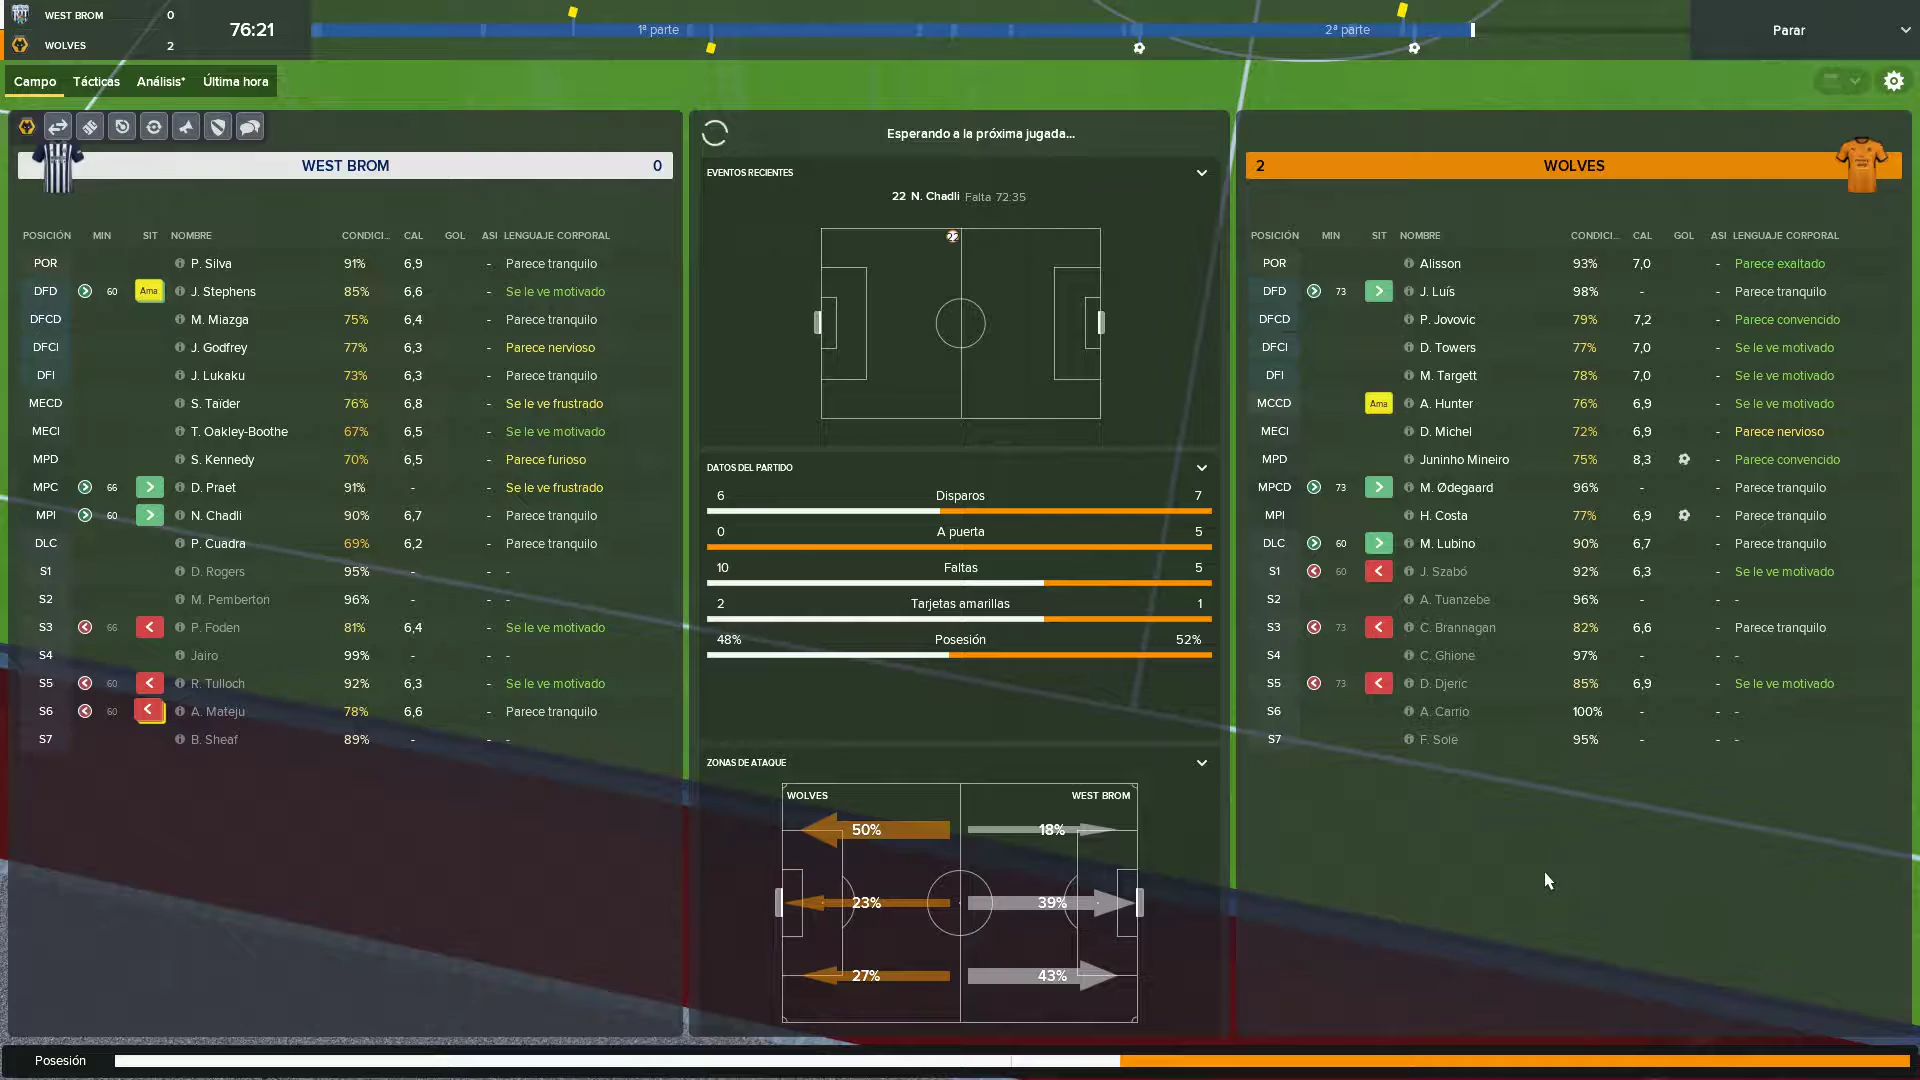 WEST BROM 0
WOLVES 2
76:21
1ª parte
2ª parte
Parar
Campo Tácticas Análisis* Última hora
WEST BROM 0
POSICIÓN MIN SIT NOMBRE CONDICI... CAL GOL ASI LENGUAJE CORPORAL
POR P. Silva 91% 6,9 - Parece tranquilo
DFD 60 Ama J. Stephens 85% 6,6 - Se le ve motivado
DFCD M. Miazga 75% 6,4 - Parece tranquilo
DFCI J. Godfrey 77% 6,3 - Parece nervioso
DFI J. Lukaku 73% 6,3 - Parece tranquilo
MECD S. Taïder 76% 6,8 - Se le ve frustrado
MECI T. Oakley-Boothe 67% 6,5 - Se le ve motivado
MPD S. Kennedy 70% 6,5 - Parece furioso
MPC 66 D. Praet 91% - - Se le ve frustrado
MPI 60 N. Chadli 90% 6,7 - Parece tranquilo
DLC P. Cuadra 69% 6,2 - Parece tranquilo
S1 D. Rogers 95% - - -
S2 M. Pemberton 96% - - -
S3 66 P. Foden 81% 6,4 - Se le ve motivado
S4 Jairo 99% - - -
S5 60 R. Tulloch 92% 6,3 - Se le ve motivado
S6 60 A. Mateju 78% 6,6 - Parece tranquilo
S7 B. Sheaf 89% - - -
Esperando a la próxima jugada...
EVENTOS RECIENTES
22 N. Chadli Falta 72:35
22
DATOS DEL PARTIDO
6 Disparos 7
0 A puerta 5
10 Faltas 5
2 Tarjetas amarillas 1
48% Posesión 52%
ZONAS DE ATAQUE
WOLVES WEST BROM
50% 18%
23% 39%
27% 43%
2 WOLVES
POSICIÓN MIN SIT NOMBRE CONDICI... CAL GOL ASI LENGUAJE CORPORAL
POR Alisson 93% 7,0 - Parece exaltado
DFD 73 J. Luís 98% - - Parece tranquilo
DFCD P. Jovovic 79% 7,2 - Parece convencido
DFCI D. Towers 77% 7,0 - Se le ve motivado
DFI M. Targett 78% 7,0 - Se le ve motivado
MCCD Ama A. Hunter 76% 6,9 - Se le ve motivado
MECI D. Michel 72% 6,9 - Parece nervioso
MPD Juninho Mineiro 75% 8,3 - Parece convencido
MPCD 73 M. Ødegaard 96% - - Parece tranquilo
MPI H. Costa 77% 6,9 - Parece tranquilo
DLC 60 M. Lubino 90% 6,7 - Parece tranquilo
S1 60 J. Szabó 92% 6,3 - Se le ve motivado
S2 A. Tuanzebe 96% - - -
S3 73 C. Brannagan 82% 6,6 - Parece tranquilo
S4 C. Ghione 97% - - -
S5 73 D. Djeric 85% 6,9 - Se le ve motivado
S6 A. Carrio 100% - - -
S7 F. Sole 95% - - -
Posesión